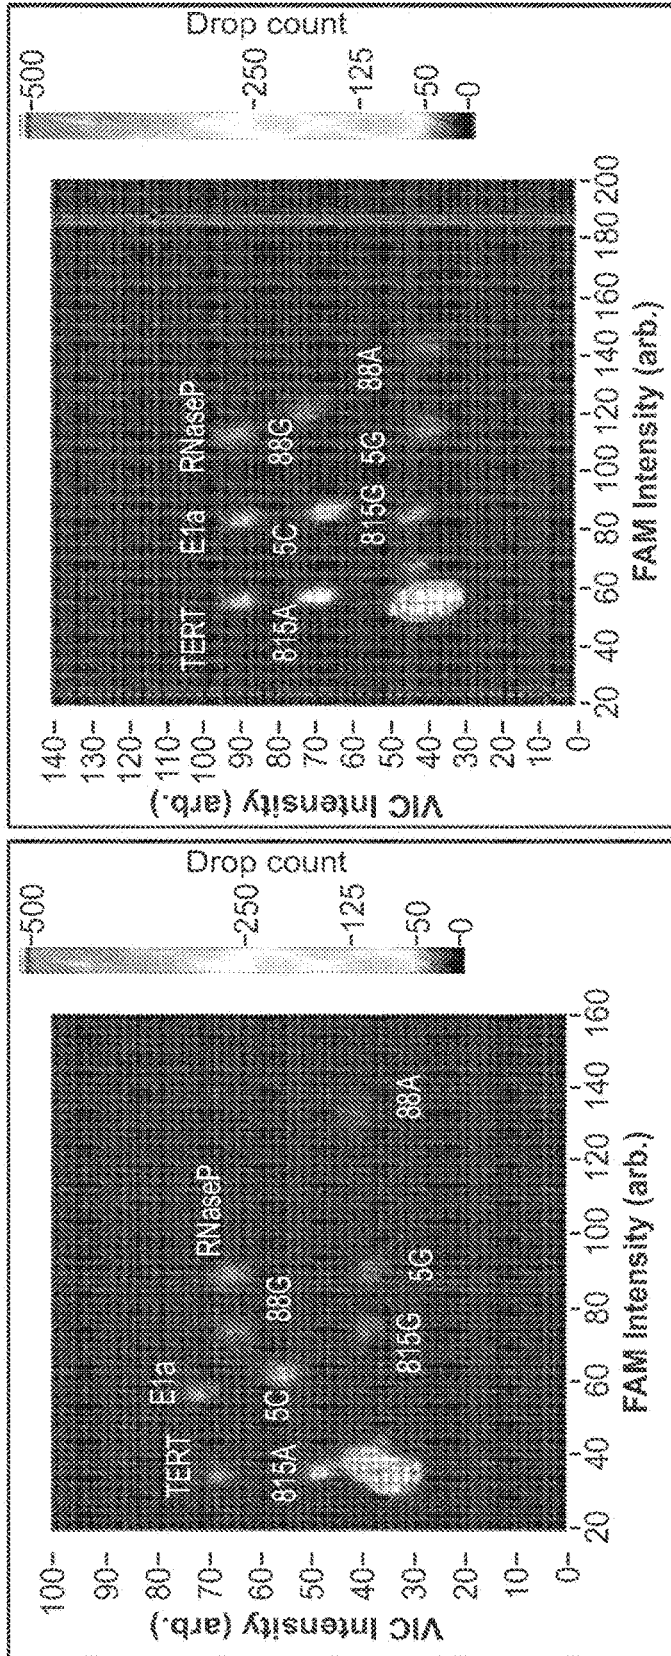 Drop count
500
250
125
50
0
VIC Intensity (arb.)
100
90
80
70
60
50
40
30
20
10
0
TERT
E1a
RNaseP
815A
5C
88G
815G
5G
88A
20 40 60 80 100 120 140 160
FAM Intensity (arb.)
Drop count
500
250
125
50
0
VIC Intensity (arb.)
140
130
120
110
100
90
80
70
60
50
40
30
20
10
0
TERT
E1a
RNaseP
815A
5C
88G
815G
5G
88A
20 40 60 80 100 120 140 160 180 200
FAM Intensity (arb.)